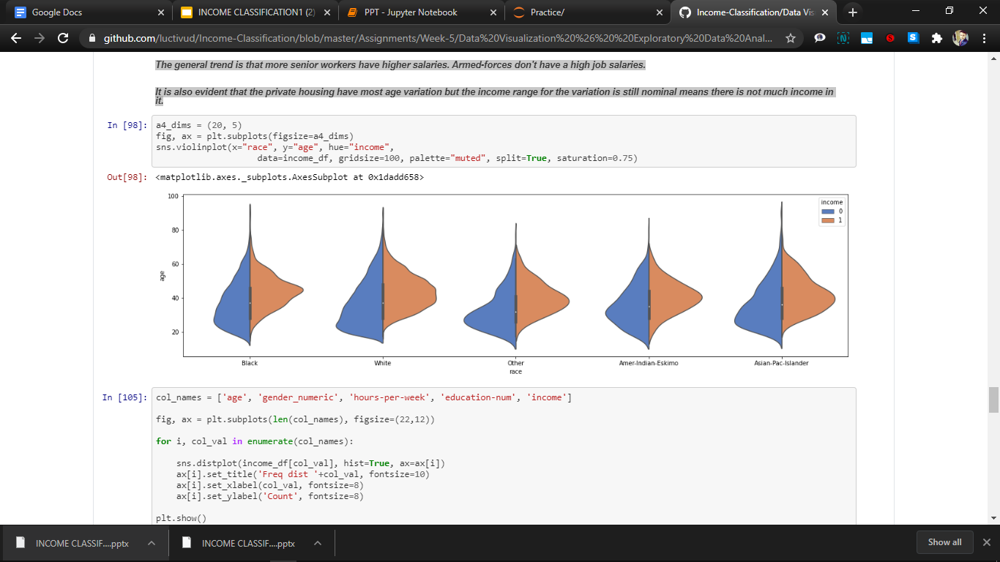 Google Docs
INCOME CLASSIFICATION1 (2)
PPT - Jupyter Notebook
Practice/
Income-Classification/Data Vis
github.com/luctivud/Income-Classification/blob/master/Assignments/Week-5/Data%20Visualization%20%26%20%20Exploratory%20Data%20Anal...
The general trend is that more senior workers have higher salaries. Armed-forces don't have a high job salaries.
It is also evident that the private housing have most age variation but the income range for the variation is still nominal means there is not much income in
it.
In [98]:
a4_dims = (20, 5)
fig, ax = plt.subplots(figsize=a4_dims)
sns.violinplot(x="race", y="age", hue="income",
data=income_df, gridsize=100, palette="muted", split=True, saturation=0.75)
Out[98]: <matplotlib.axes._subplots.AxesSubplot at 0x1dadd658>
100
80
60
40
20
age
income
0
1
Black
White
Other
Amer-Indian-Eskimo
Asian-Pac-Islander
race
In [105]:
col_names = ['age', 'gender_numeric', 'hours-per-week', 'education-num', 'income']
fig, ax = plt.subplots(len(col_names), figsize=(22,12))
for i, col_val in enumerate(col_names):
sns.distplot(income_df[col_val], hist=True, ax=ax[i])
ax[i].set_title('Freq dist '+col_val, fontsize=10)
ax[i].set_xlabel(col_val, fontsize=8)
ax[i].set_ylabel('Count', fontsize=8)
plt.show()
INCOME CLASSIF....pptx
INCOME CLASSIF....pptx
Show all